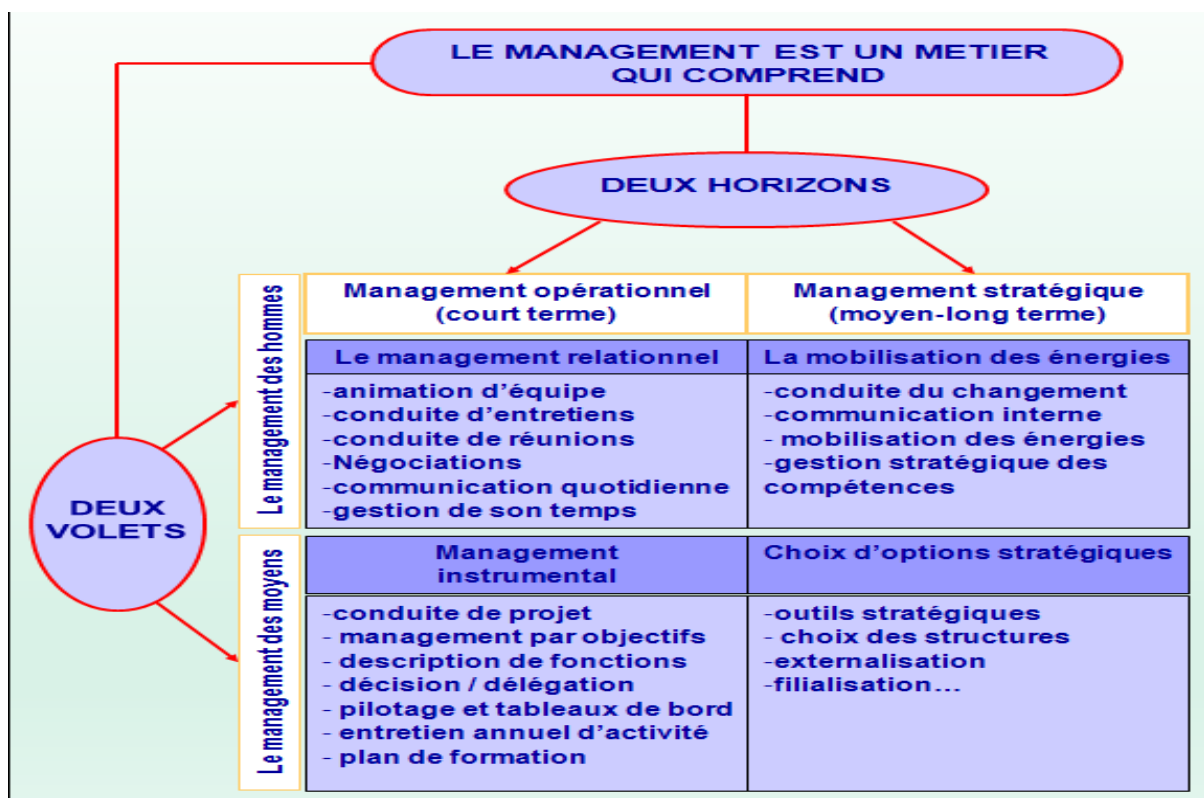 LE MANAGEMENT EST UN METIER
QUI COMPREND
DEUX HORIZONS
Management opérationnel
(court terme)
Management stratégique
(moyen-long terme)
DEUX
VOLETS
Le management des hommes
Le management relationnel
-animation d'équipe
-conduite d'entretiens
-conduite de réunions
-Négociations
-communication quotidienne
-gestion de son temps
La mobilisation des énergies
-conduite du changement
-communication interne
- mobilisation des énergies
-gestion stratégique des
compétences
Le management des moyens
Management
instrumental
-conduite de projet
- management par objectifs
- description de fonctions
- décision / délégation
- pilotage et tableaux de bord
- entretien annuel d'activité
- plan de formation
Choix d'options stratégiques
-outils stratégiques
- choix des structures
-externalisation
-filialisation...